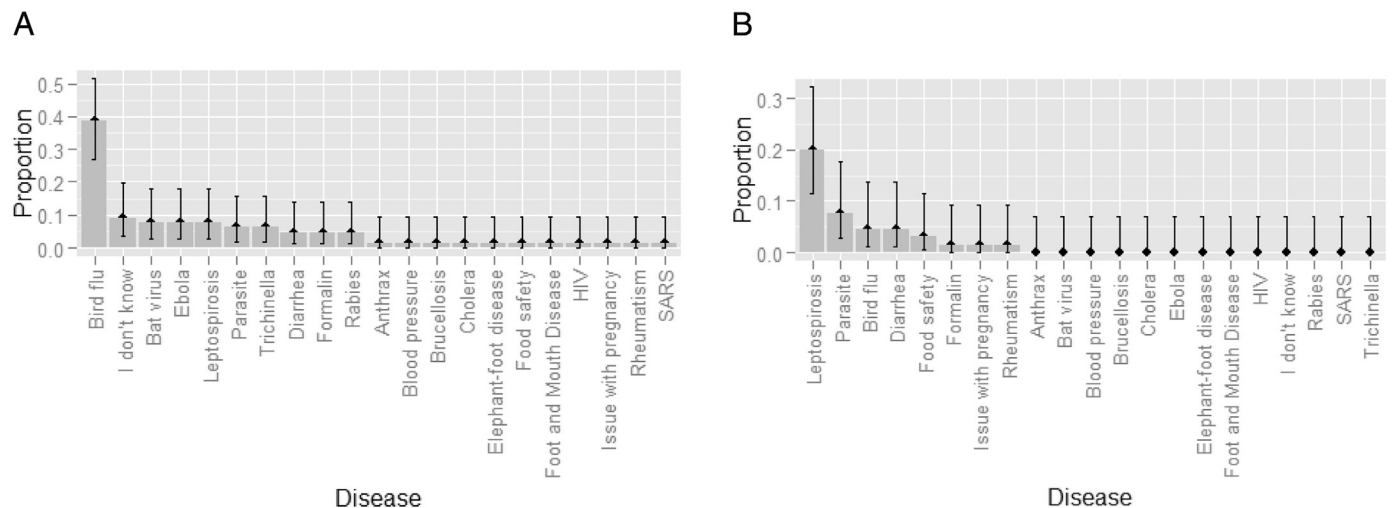 A
Proportion
0.5
0.4
0.3
0.2
0.1
0.0
Bird flu
I don't know
Bat virus
Ebola
Leptospirosis
Parasite
Trichinella
Diarrhea
Formalin
Rabies
Anthrax
Blood pressure
Brucellosis
Cholera
Elephant-foot disease
Food safety
Foot and Mouth Disease
HIV
Issue with pregnancy
Rheumatism
SARS
Disease
B
Proportion
0.3
0.2
0.1
0.0
Leptospirosis
Parasite
Bird flu
Diarrhea
Food safety
Formalin
Issue with pregnancy
Rheumatism
Anthrax
Bat virus
Blood pressure
Brucellosis
Cholera
Ebola
Elephant-foot disease
Foot and Mouth Disease
HIV
I don't know
Rabies
SARS
Trichinella
Disease